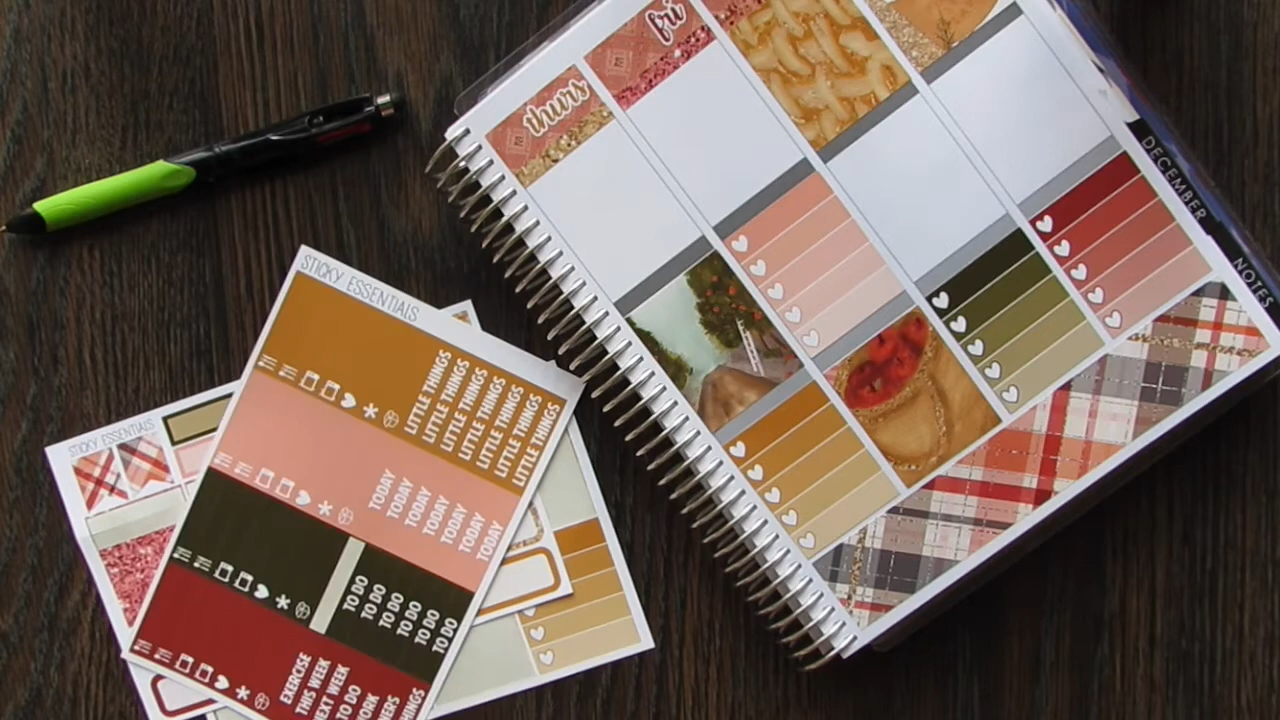 thurs
fri
DECEMBER
NOTES
STICKY ESSENTIALS
LITTLE THINGS
LITTLE THINGS
LITTLE THINGS
LITTLE THINGS
LITTLE THINGS
LITTLE THINGS
TODAY
TODAY
TODAY
TODAY
TODAY
TODAY
TO DO
TO DO
TO DO
TO DO
TO DO
TO DO
EXERCISE
THIS WEEK
NEXT WEEK
TO DO
STICKY ESSENTIALS